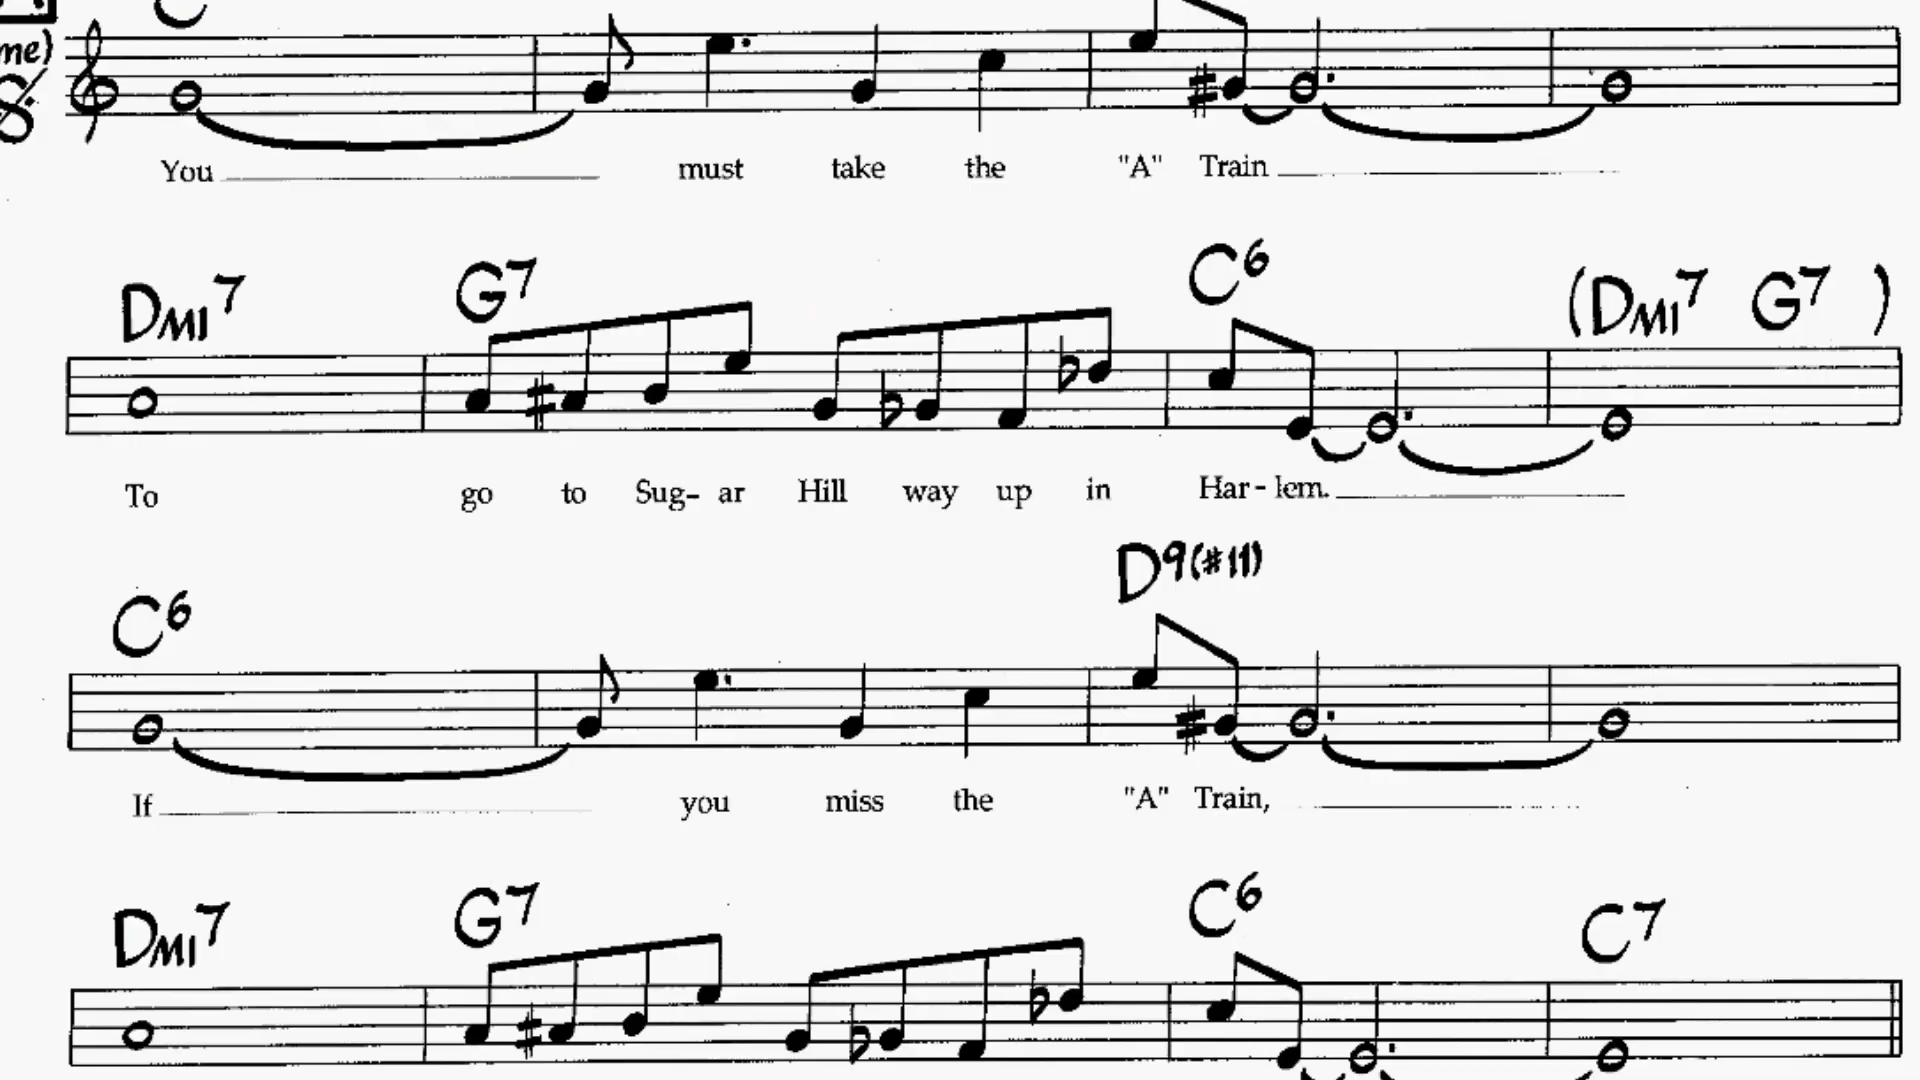 me)
You must take the "A" Train
DMI7 G7 C6 (DMI7 G7 )
To go to Sug- ar Hill way up in Har - lem.
D9(#11)
C6
If you miss the "A" Train,
DMI7 G7 C6 C7